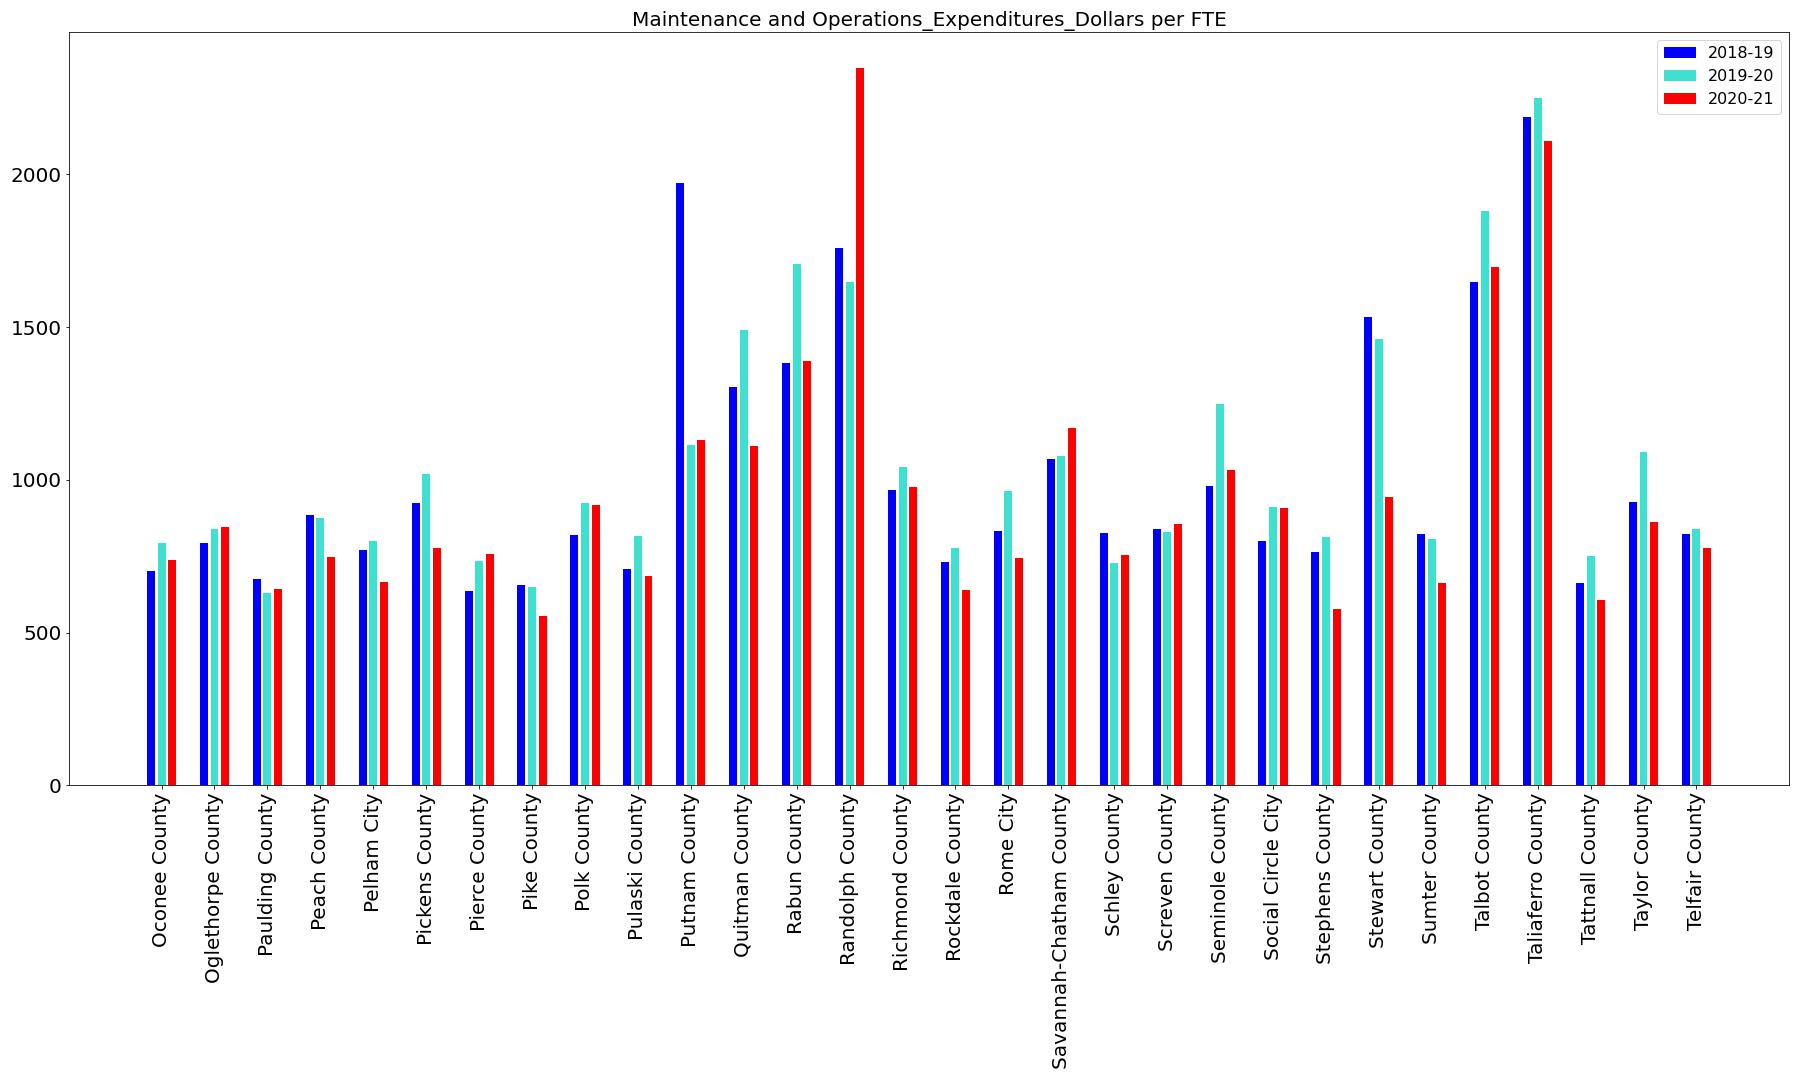 Maintenance and Operations_Expenditures_Dollars per FTE
2018-19
2019-20
2020-21
2000
1500
1000
500
0
Oconee County
Oglethorpe County
Paulding County
Peach County
Pelham City
Pickens County
Pierce County
Pike County
Polk County
Pulaski County
Putnam County
Quitman County
Rabun County
Randolph County
Richmond County
Rockdale County
Rome City
Savannah-Chatham County
Schley County
Screven County
Seminole County
Social Circle City
Stephens County
Stewart County
Sumter County
Talbot County
Taliaferro County
Tattnall County
Taylor County
Telfair County